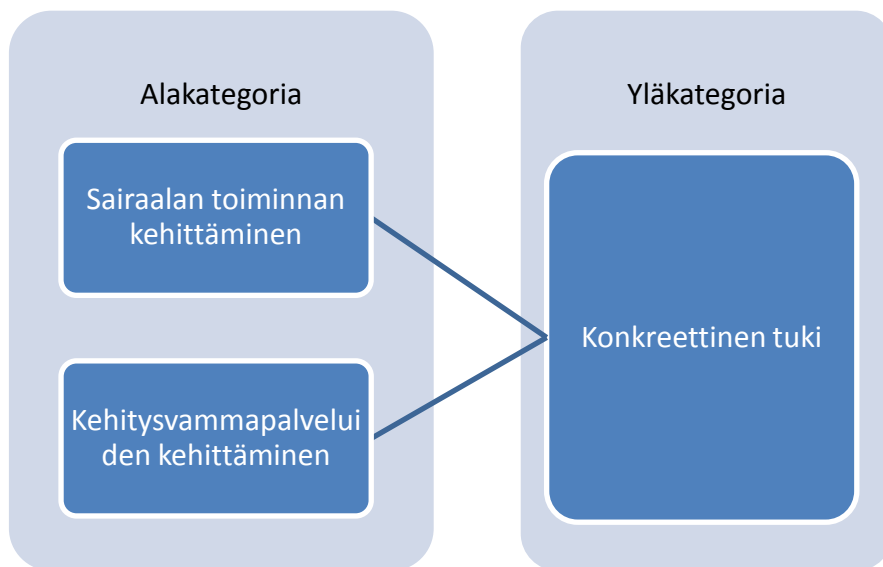 Alakategoria
Sairaalan toiminnan
kehittäminen
Kehitysvammapalvelui
den kehittäminen
Yläkategoria
Konkreettinen tuki